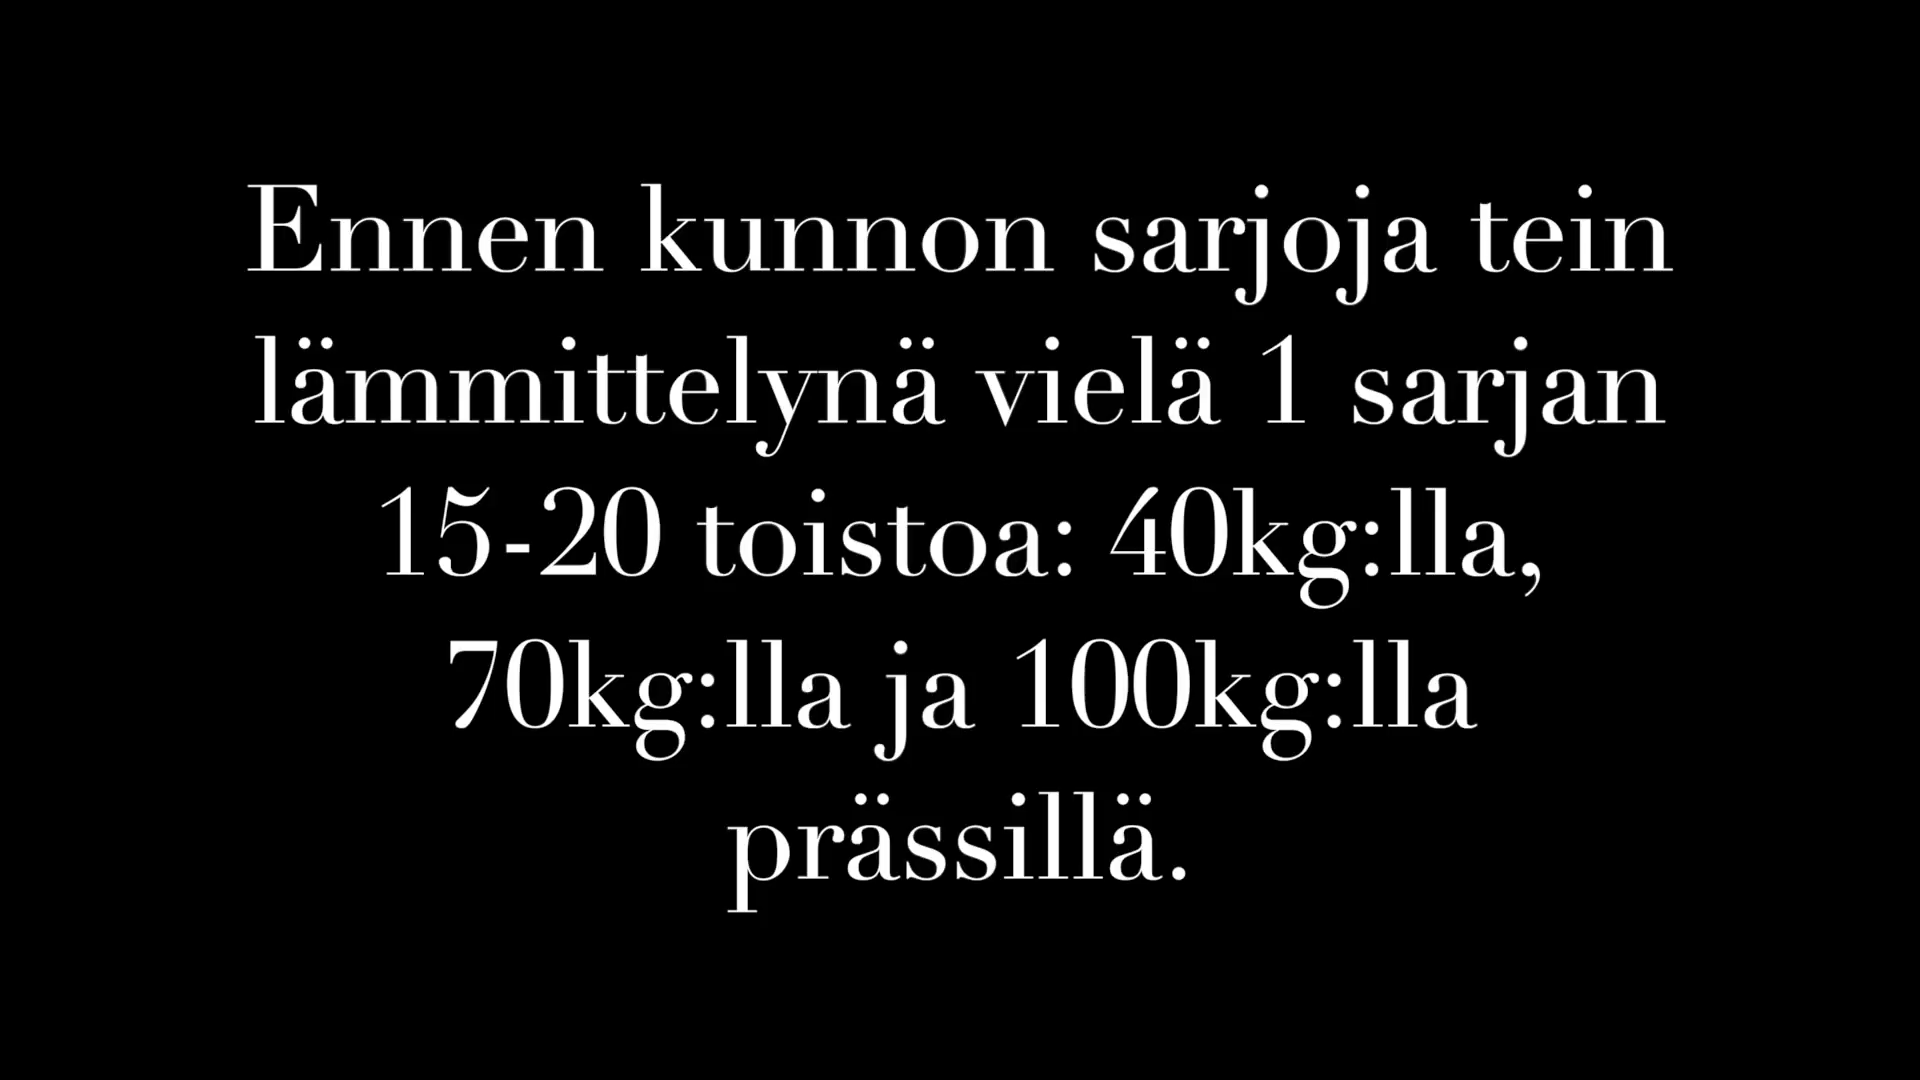 Ennen kunnon sarjoja tein
lämmittelynä vielä 1 sarjan
15-20 toistoa: 40kg:lla,
70kg:lla ja 100kg:lla
prässillä.